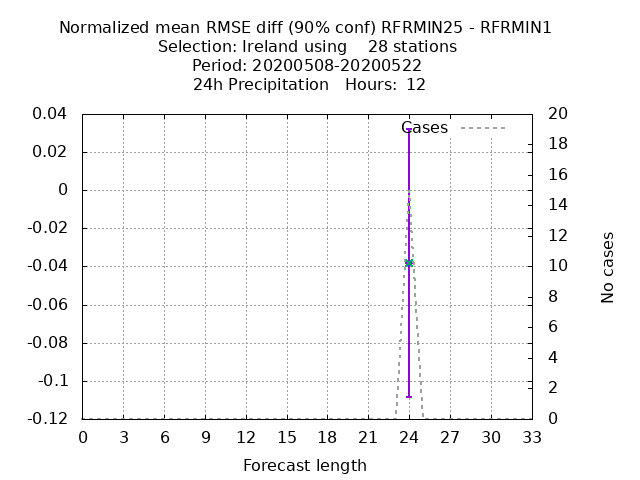 Normalized mean RMSE diff (90% conf) RFRMIN25 - RFRMIN1
Selection: Ireland using    28 stations
Period: 20200508-20200522
24h Precipitation   Hours:  12
0.04
0.02
0
-0.02
-0.04
-0.06
-0.08
-0.1
-0.12
Cases
20
18
16
14
12
10
8
6
4
2
0
No cases
0 3 6 9 12 15 18 21 24 27 30 33
Forecast length